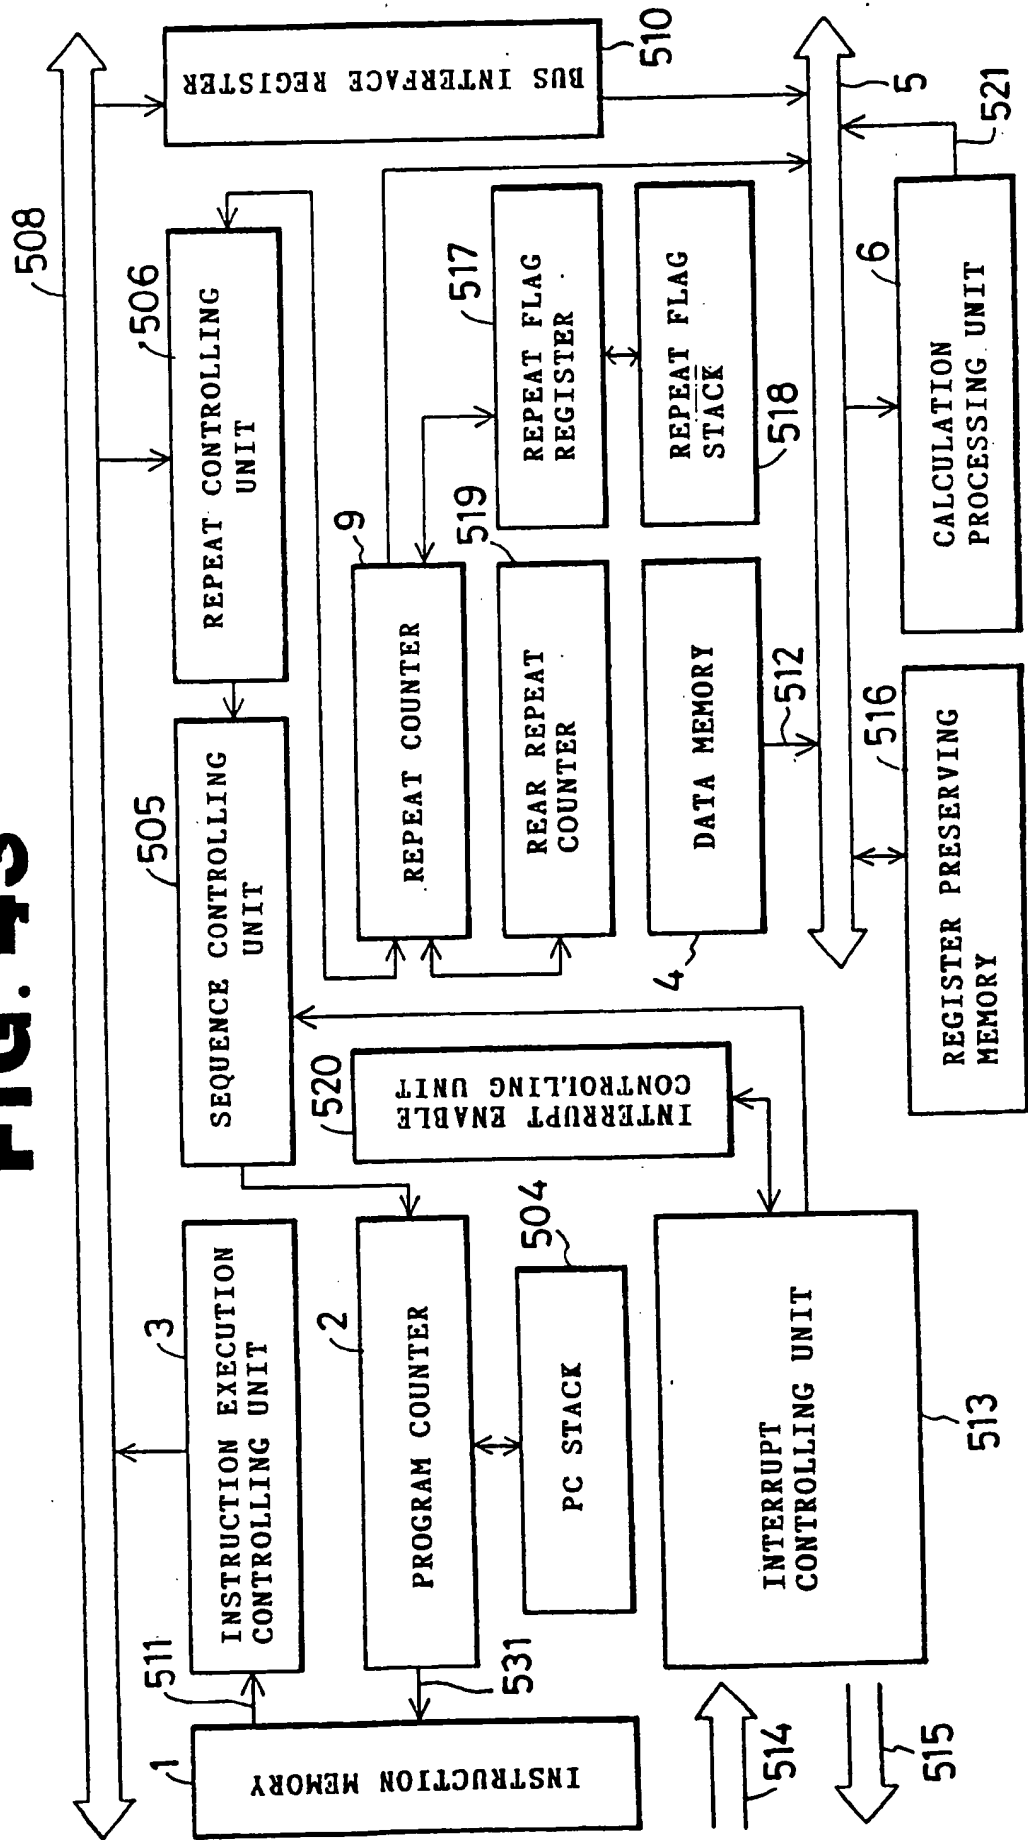 FIG.
508
1
INSTRUCTION MEMORY
511
3
INSTRUCTION EXECUTION
CONTROLLING UNIT
505
SEQUENCE CONTROLLING
UNIT
506
REPEAT CONTROLLING
UNIT
BUS INTERFACE REGISTER
510
2
PROGRAM COUNTER
531
504
PC STACK
520
INTERRUPT ENABLE
CONTROLLING UNIT
9
REPEAT COUNTER
519
REAR REPEAT
COUNTER
517
REPEAT FLAG
REGISTER
REPEAT FLAG
STACK
518
4
DATA MEMORY
512
5
521
514
515
INTERRUPT
CONTROLLING UNIT
513
516
REGISTER PRESERVING
MEMORY
6
CALCULATION
PROCESSING UNIT